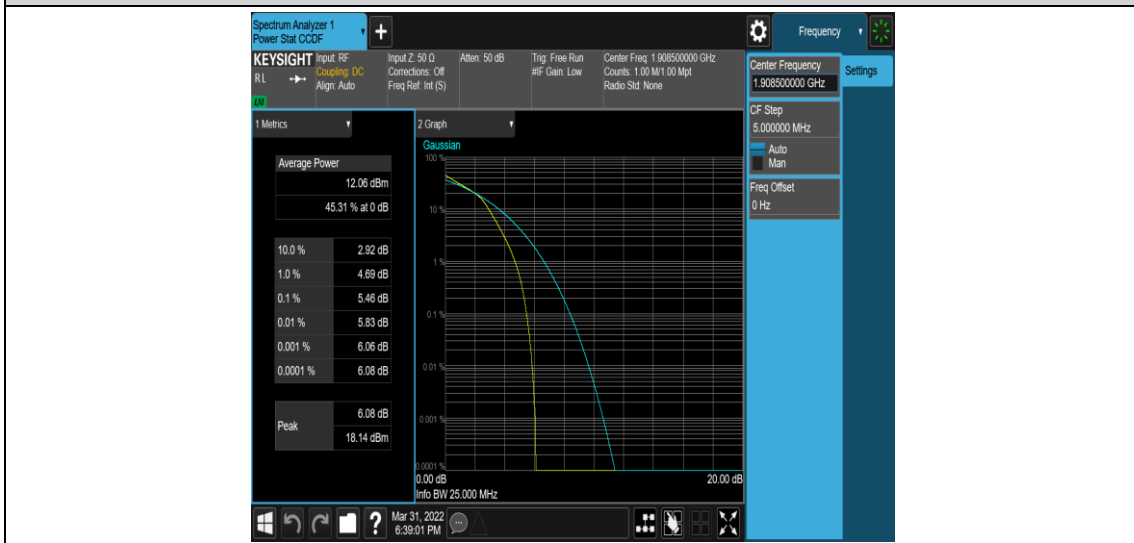 Spectrum Analyzer 1
Power Stat CCDF
+
Frequency
KEYSIGHT
RL
Input: RF
Coupling: DC
Align: Auto
Input Z: 50 Ω
Corrections: Off
Freq Ref: Int (S)
Atten: 50 dB
Trig: Free Run
#IF Gain: Low
Center Freq: 1.908500000 GHz
Counts: 1.00 M/1.00 Mpt
Radio Std: None
Center Frequency
1.908500000 GHz
Settings
CF Step
5.000000 MHz
Auto
Man
Freq Offset
0 Hz
1 Metrics
Average Power
12.06 dBm
45.31 % at 0 dB
10.0 % 2.92 dB
1.0 % 4.69 dB
0.1 % 5.46 dB
0.01 % 5.83 dB
0.001 % 6.06 dB
0.0001 % 6.08 dB
Peak
6.08 dB
18.14 dBm
2 Graph
Gaussian
100 %
10 %
1 %
0.1 %
0.01 %
0.001 %
0.0001 %
0.00 dB 20.00 dB
Info BW 25.000 MHz
?
Mar 31, 2022
6:39:01 PM